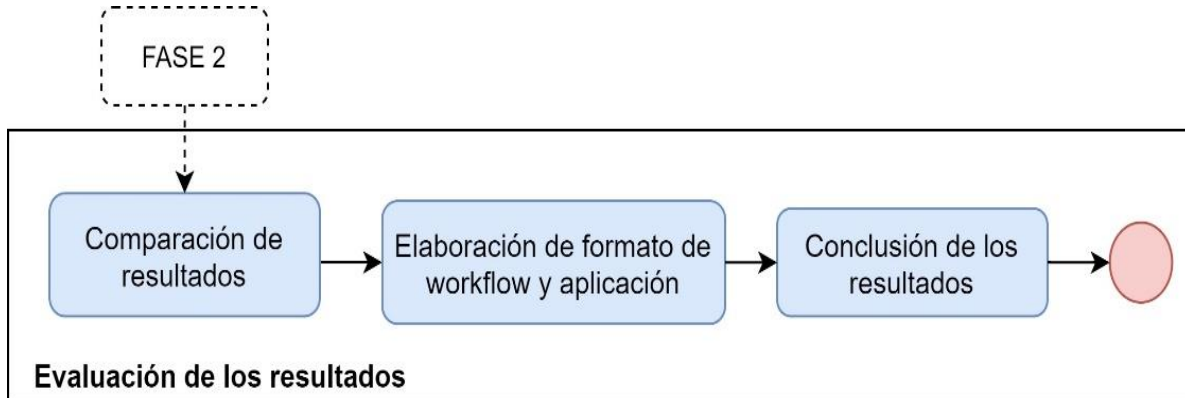 FASE 2
Comparación de
resultados
Elaboración de formato de
workflow y aplicación
Conclusión de los
resultados
Evaluación de los resultados